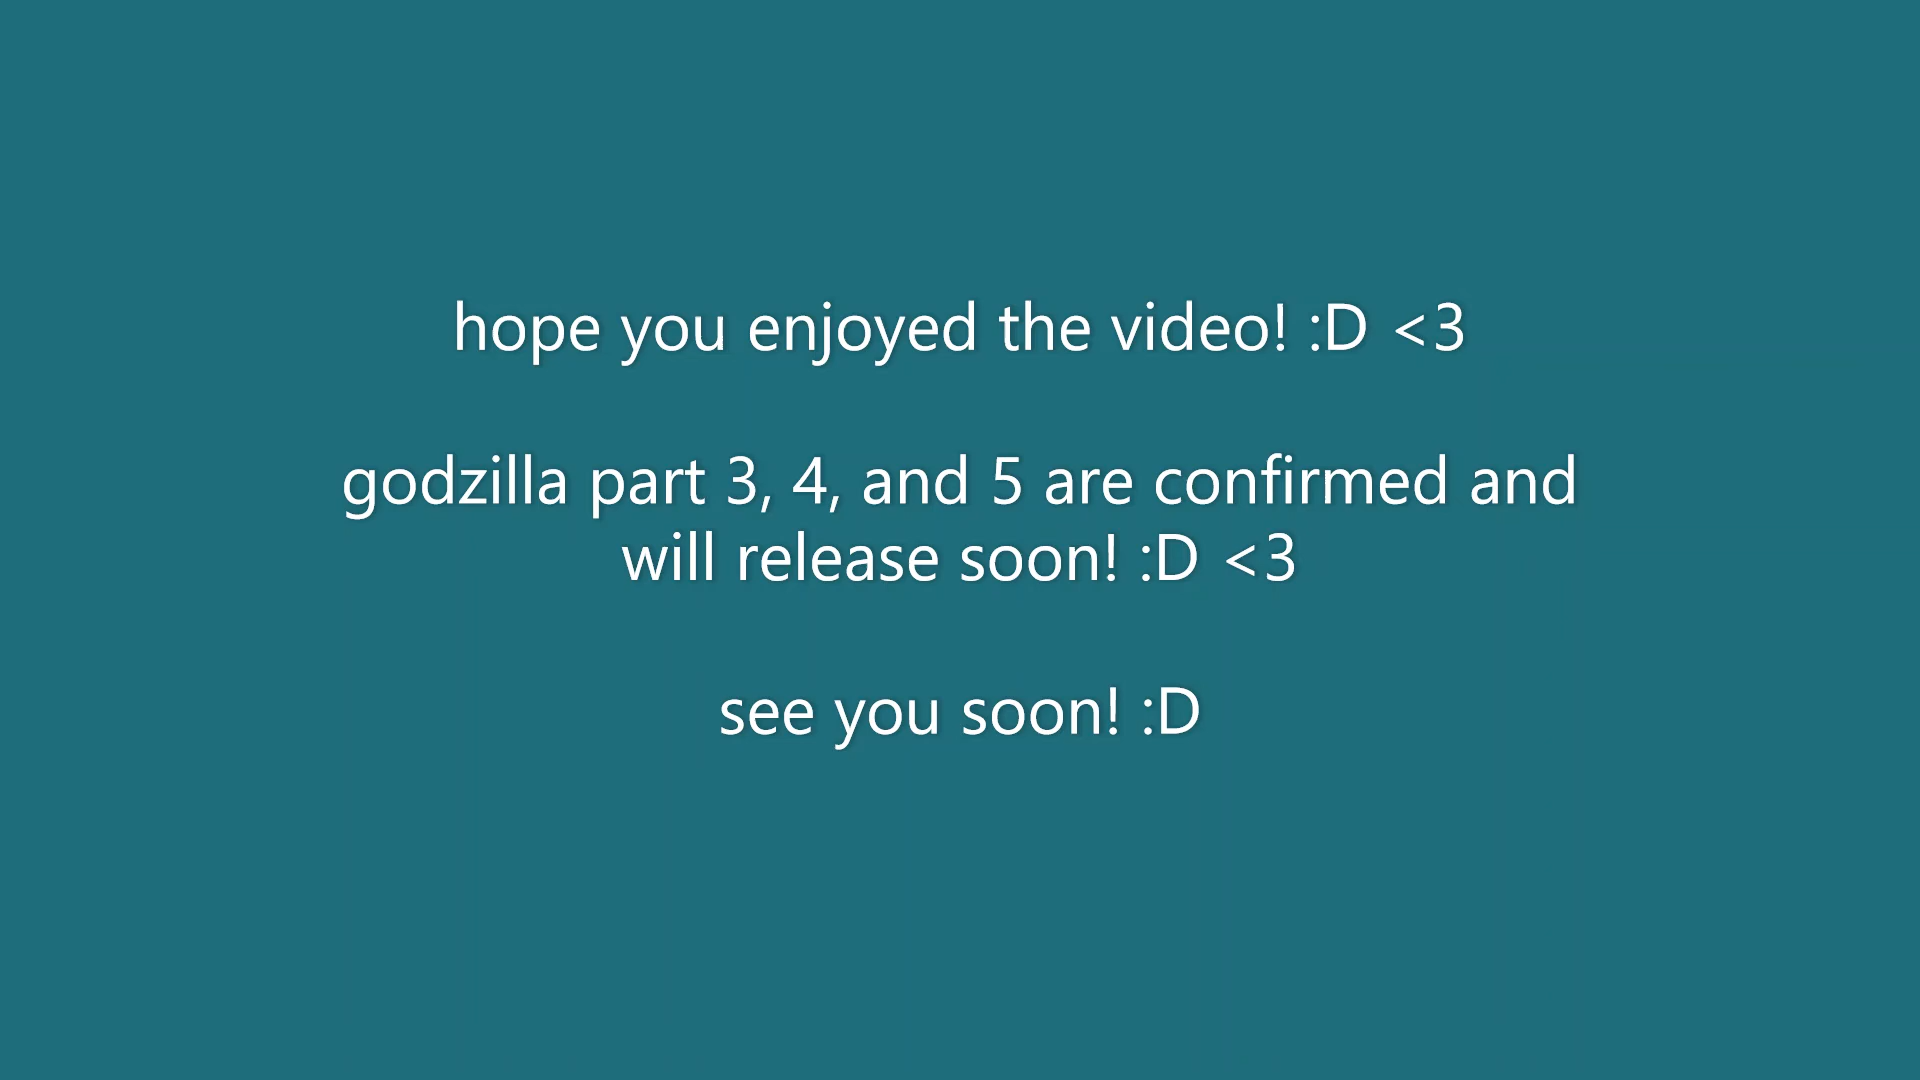 hope you enjoyed the video! :D <3
godzilla part 3, 4, and 5 are confirmed and
will release soon! :D <3
see you soon! :D